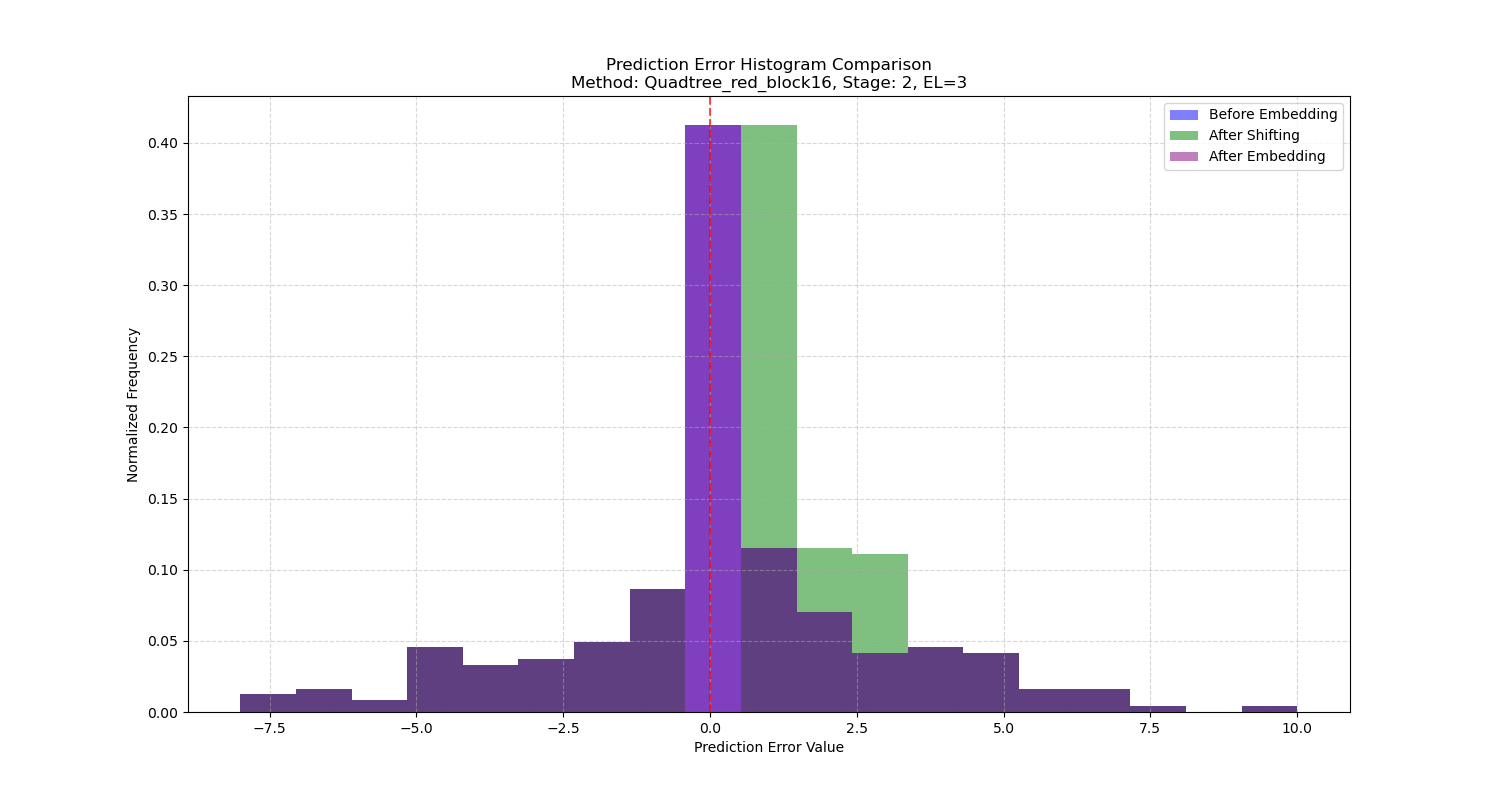 Prediction Error Histogram Comparison
Method: Quadtree_red_block16, Stage: 2, EL=3
Before Embedding
After Shifting
After Embedding
Normalized Frequency
0.40
0.35
0.30
0.25
0.20
0.15
0.10
0.05
0.00
−7.5 −5.0 −2.5 0.0 2.5 5.0 7.5 10.0
Prediction Error Value